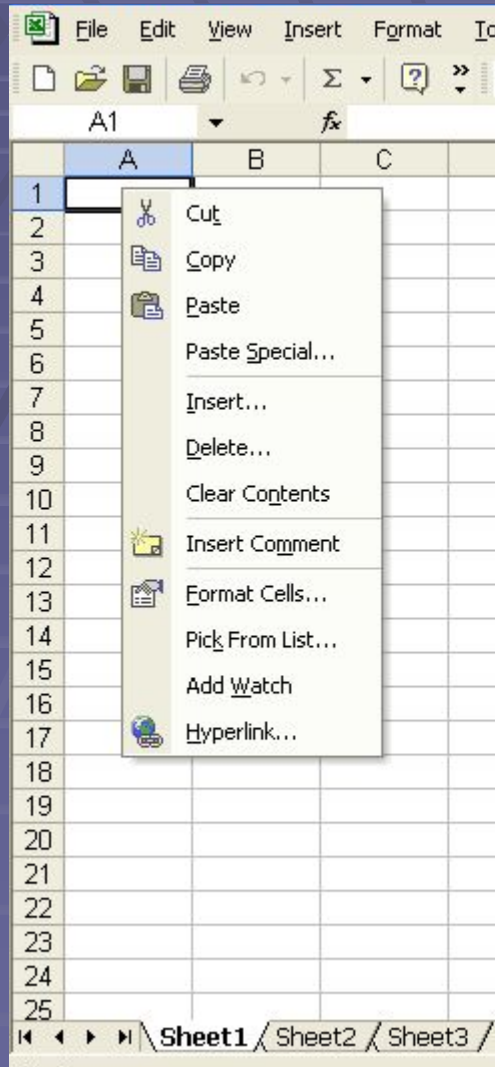 File Edit View Insert Format To
Σ ? »
A1 fx
A B C
1
2
3
4
5
6
7
8
9
10
11
12
13
14
15
16
17
18
19
20
21
22
23
24
25
Cut
Copy
Paste
Paste Special...
Insert...
Delete...
Clear Contents
Insert Comment
Format Cells...
Pick From List...
Add Watch
Hyperlink...
Sheet1 / Sheet2 / Sheet3 /